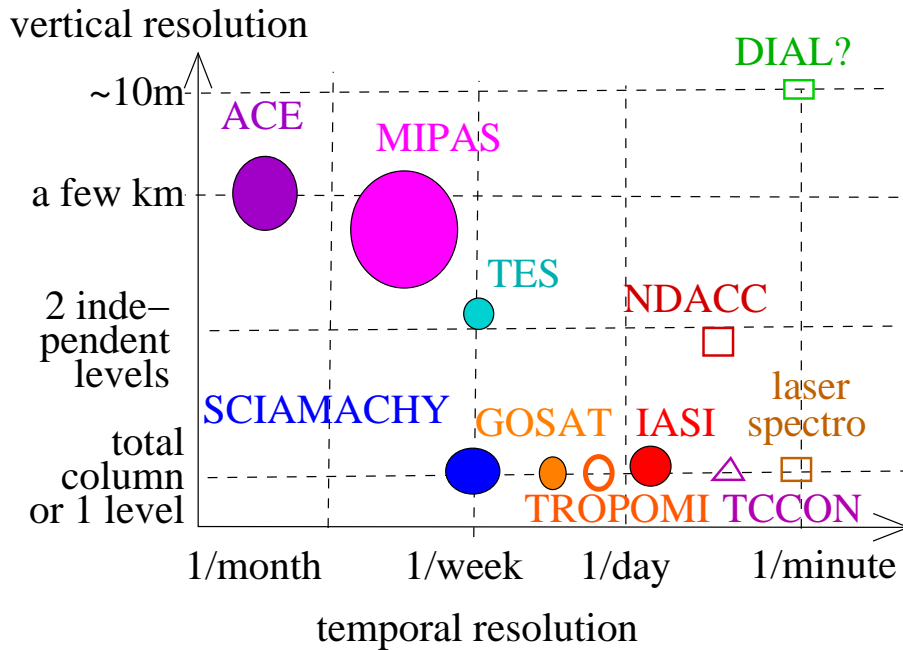 vertical resolution
DIAL?
~10m
ACE
MIPAS
a few km
TES
2 inde−
pendent
levels
NDACC
laser
spectro
SCIAMACHY
GOSAT
IASI
total
column
or 1 level
TROPOMI
TCCON
1/month
1/week
1/day
1/minute
temporal resolution